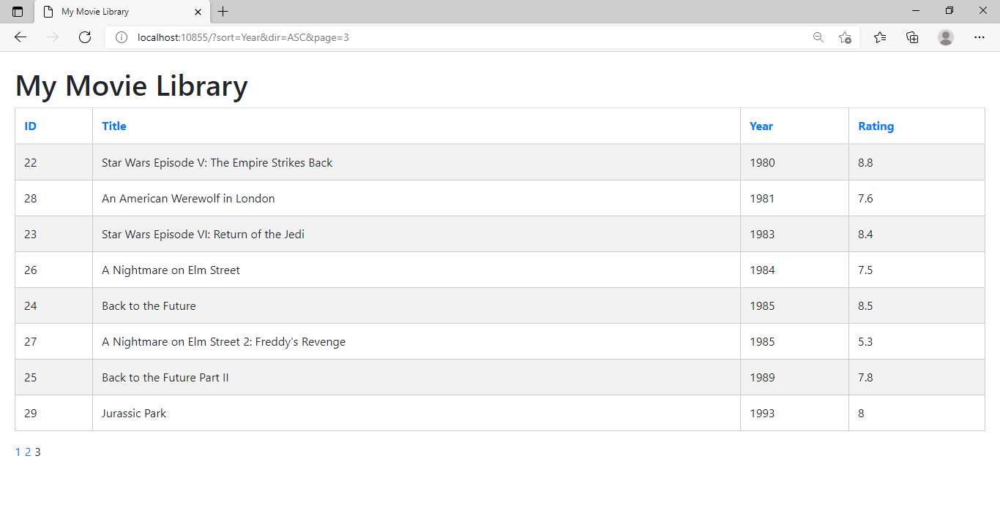 My Movie Library
localhost:10855/?sort=Year&dir=ASC&page=3
My Movie Library
ID Title Year Rating
22 Star Wars Episode V: The Empire Strikes Back 1980 8.8
28 An American Werewolf in London 1981 7.6
23 Star Wars Episode VI: Return of the Jedi 1983 8.4
26 A Nightmare on Elm Street 1984 7.5
24 Back to the Future 1985 8.5
27 A Nightmare on Elm Street 2: Freddy's Revenge 1985 5.3
25 Back to the Future Part II 1989 7.8
29 Jurassic Park 1993 8
1 2 3